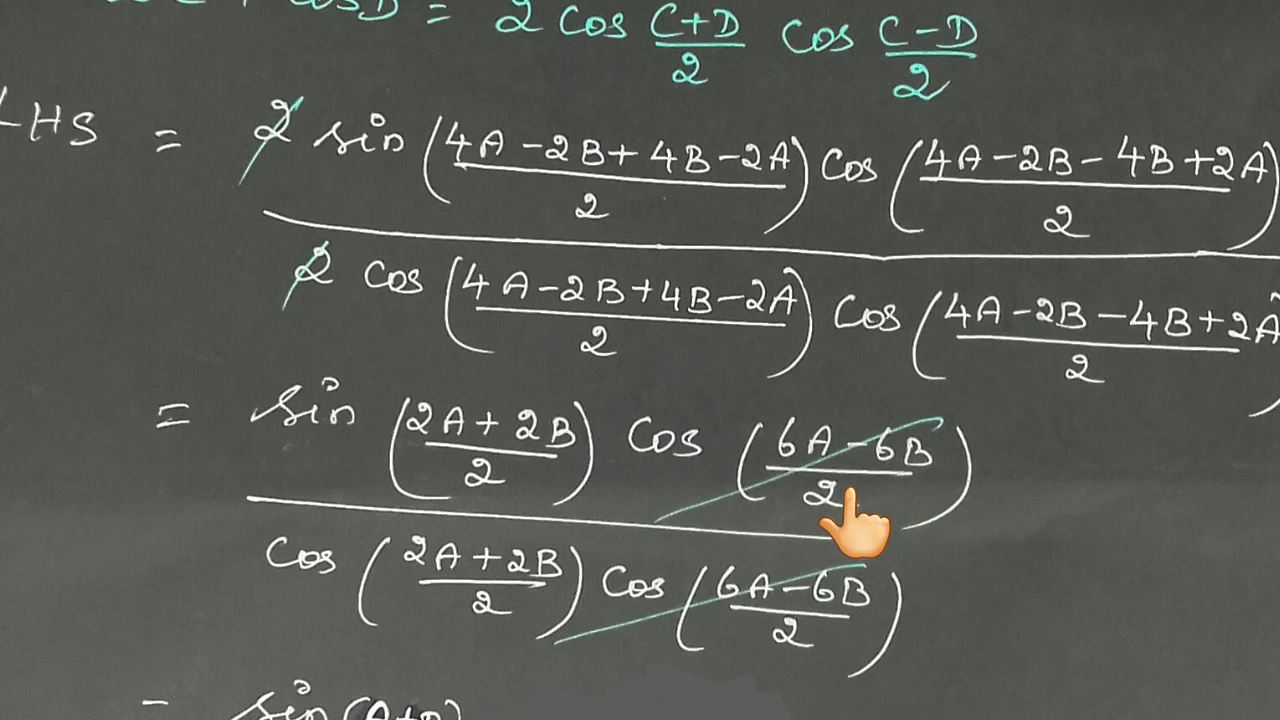 cosD = 2 cos (C+D)/2 cos (C-D)/2
LHS = 2 sin ((4A-2B+4B-2A)/2) cos ((4A-2B-4B+2A)/2)
2 cos ((4A-2B+4B-2A)/2) cos ((4A-2B-4B+2A)/2)
= sin ((2A+2B)/2) cos ((6A-6B)/2)
cos ((2A+2B)/2) cos ((6A-6B)/2)
= sin (A+B)